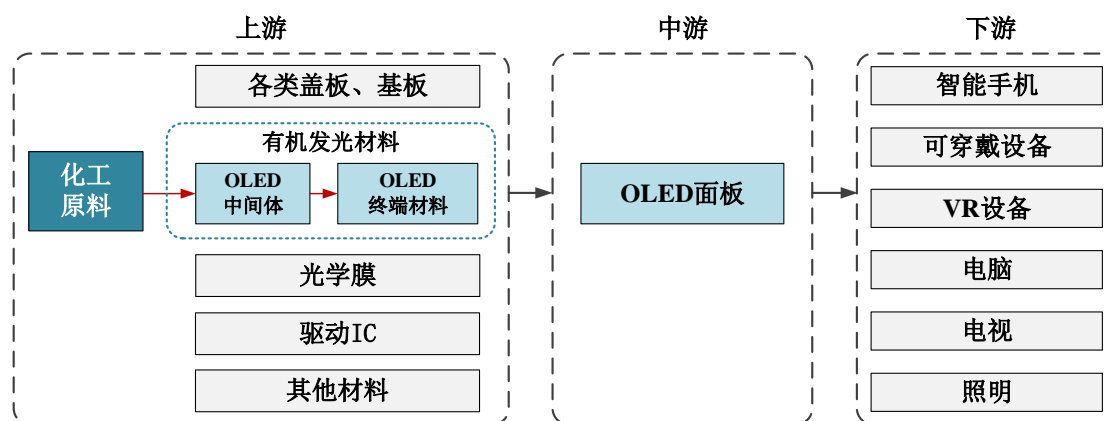 上游
中游
下游
各类盖板、基板
有机发光材料
化工
原料
OLED
中间体
OLED
终端材料
光学膜
驱动IC
其他材料
OLED面板
智能手机
可穿戴设备
VR设备
电脑
电视
照明